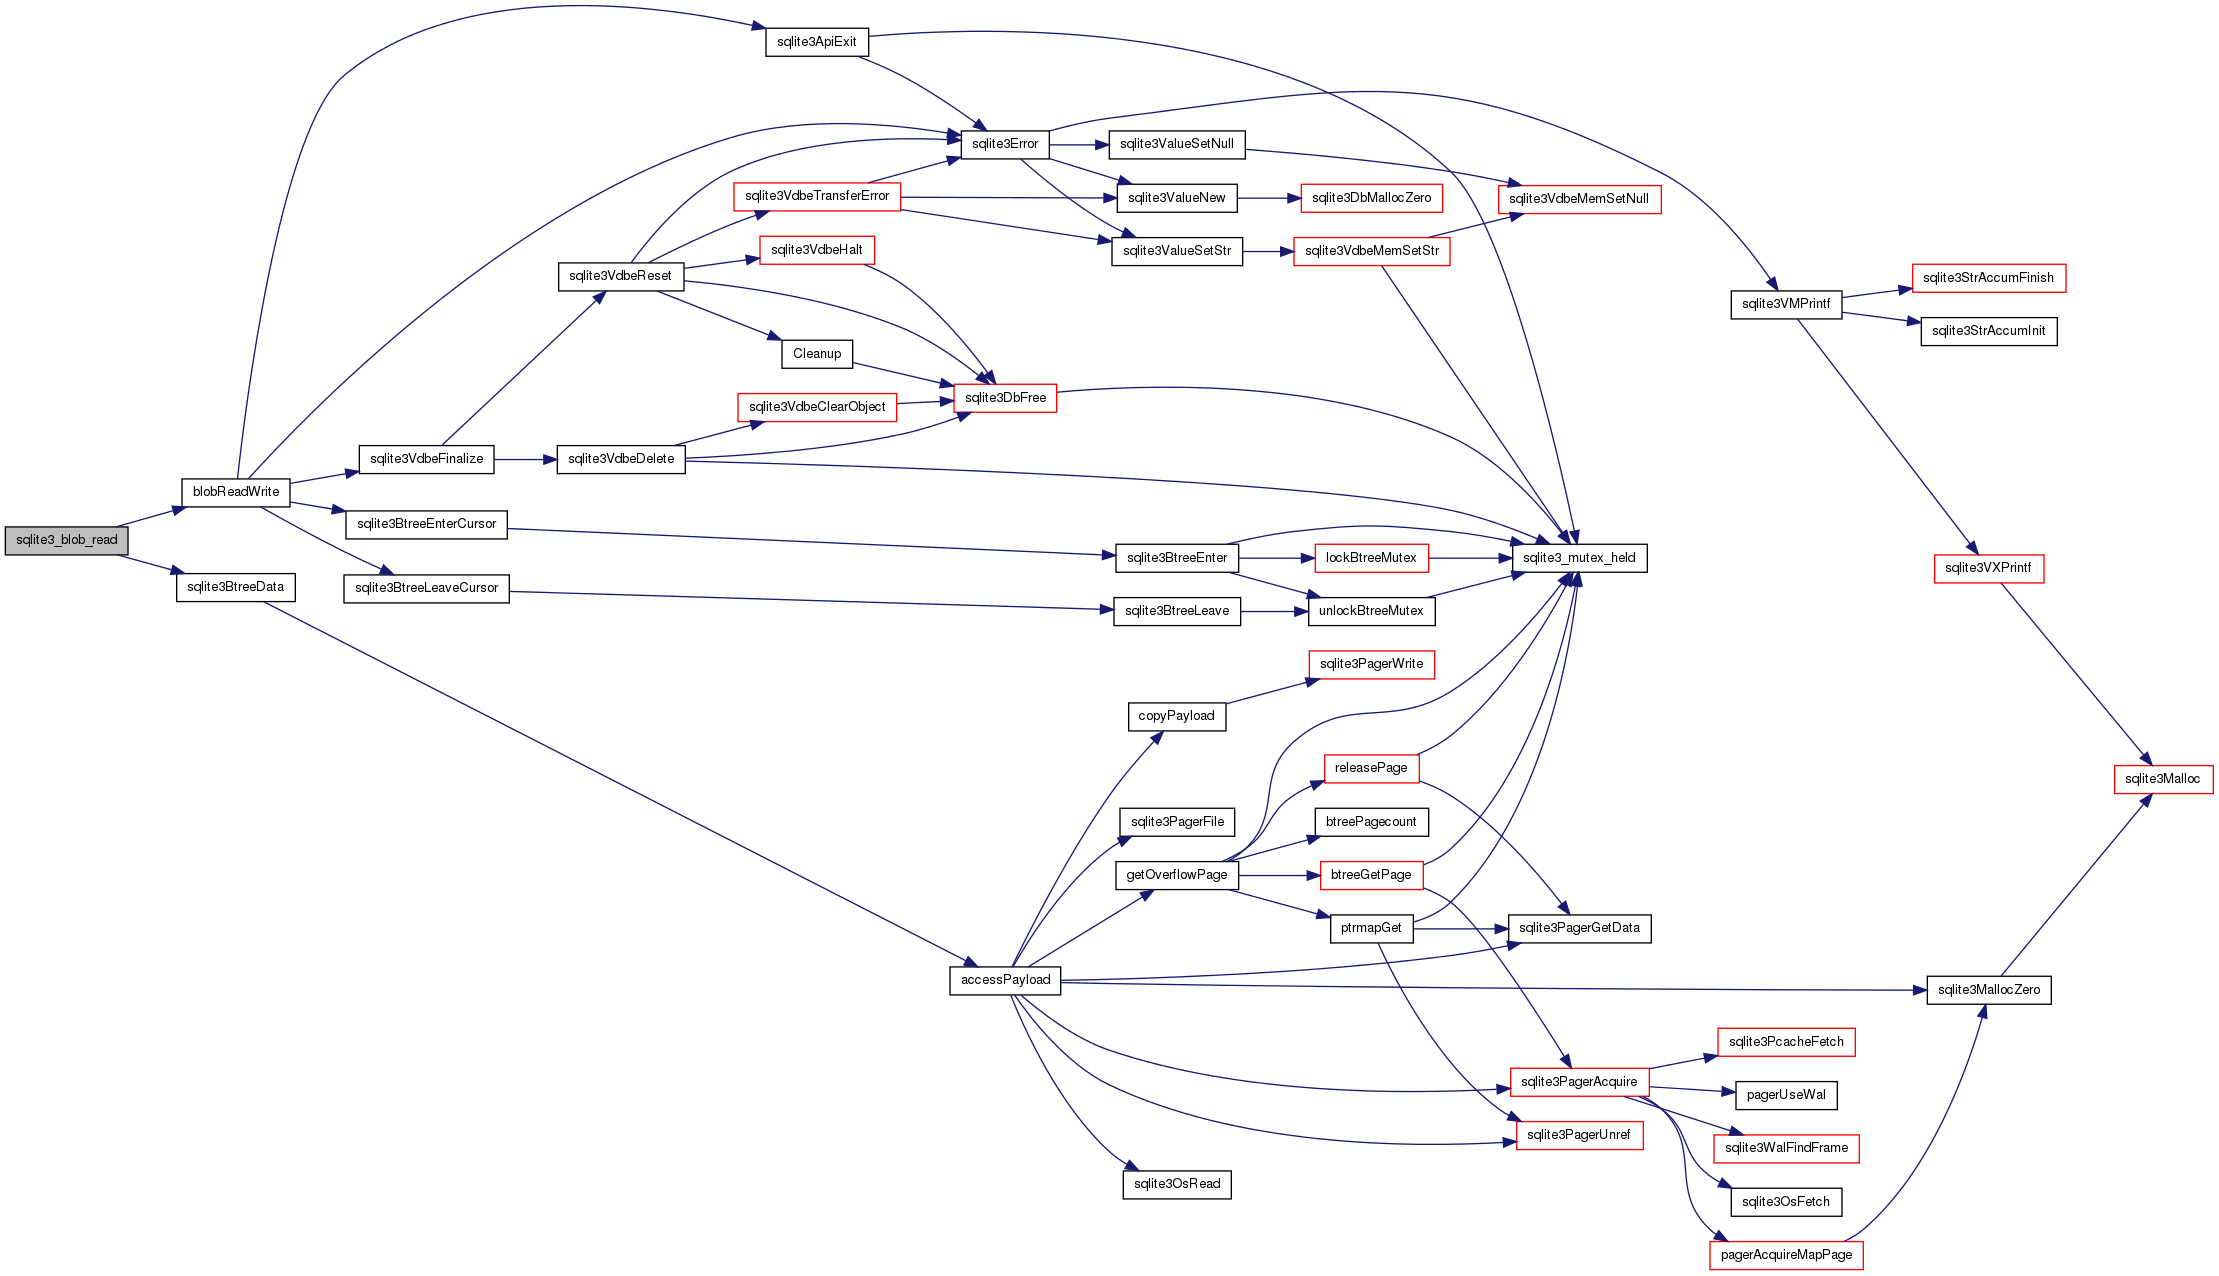 sqlite3_blob_read
blobReadWrite
sqlite3BtreeData
sqlite3VdbeFinalize
sqlite3BtreeEnterCursor
sqlite3BtreeLeaveCursor
sqlite3VdbeReset
sqlite3VdbeDelete
sqlite3ApiExit
sqlite3VdbeTransferError
sqlite3VdbeHalt
Cleanup
sqlite3VdbeClearObject
sqlite3Error
sqlite3DbFree
accessPayload
sqlite3ValueSetNull
sqlite3ValueNew
sqlite3ValueSetStr
sqlite3BtreeEnter
sqlite3BtreeLeave
copyPayload
sqlite3PagerFile
getOverflowPage
sqlite3OsRead
sqlite3DbMallocZero
sqlite3VdbeMemSetStr
lockBtreeMutex
unlockBtreeMutex
sqlite3PagerWrite
releasePage
btreePagecount
btreeGetPage
ptrmapGet
sqlite3VdbeMemSetNull
sqlite3_mutex_held
sqlite3PagerGetData
sqlite3PagerAcquire
sqlite3PagerUnref
sqlite3VMPrintf
sqlite3PcacheFetch
pagerUseWal
sqlite3WalFindFrame
sqlite3OsFetch
pagerAcquireMapPage
sqlite3StrAccumFinish
sqlite3StrAccumInit
sqlite3VXPrintf
sqlite3MallocZero
sqlite3Malloc